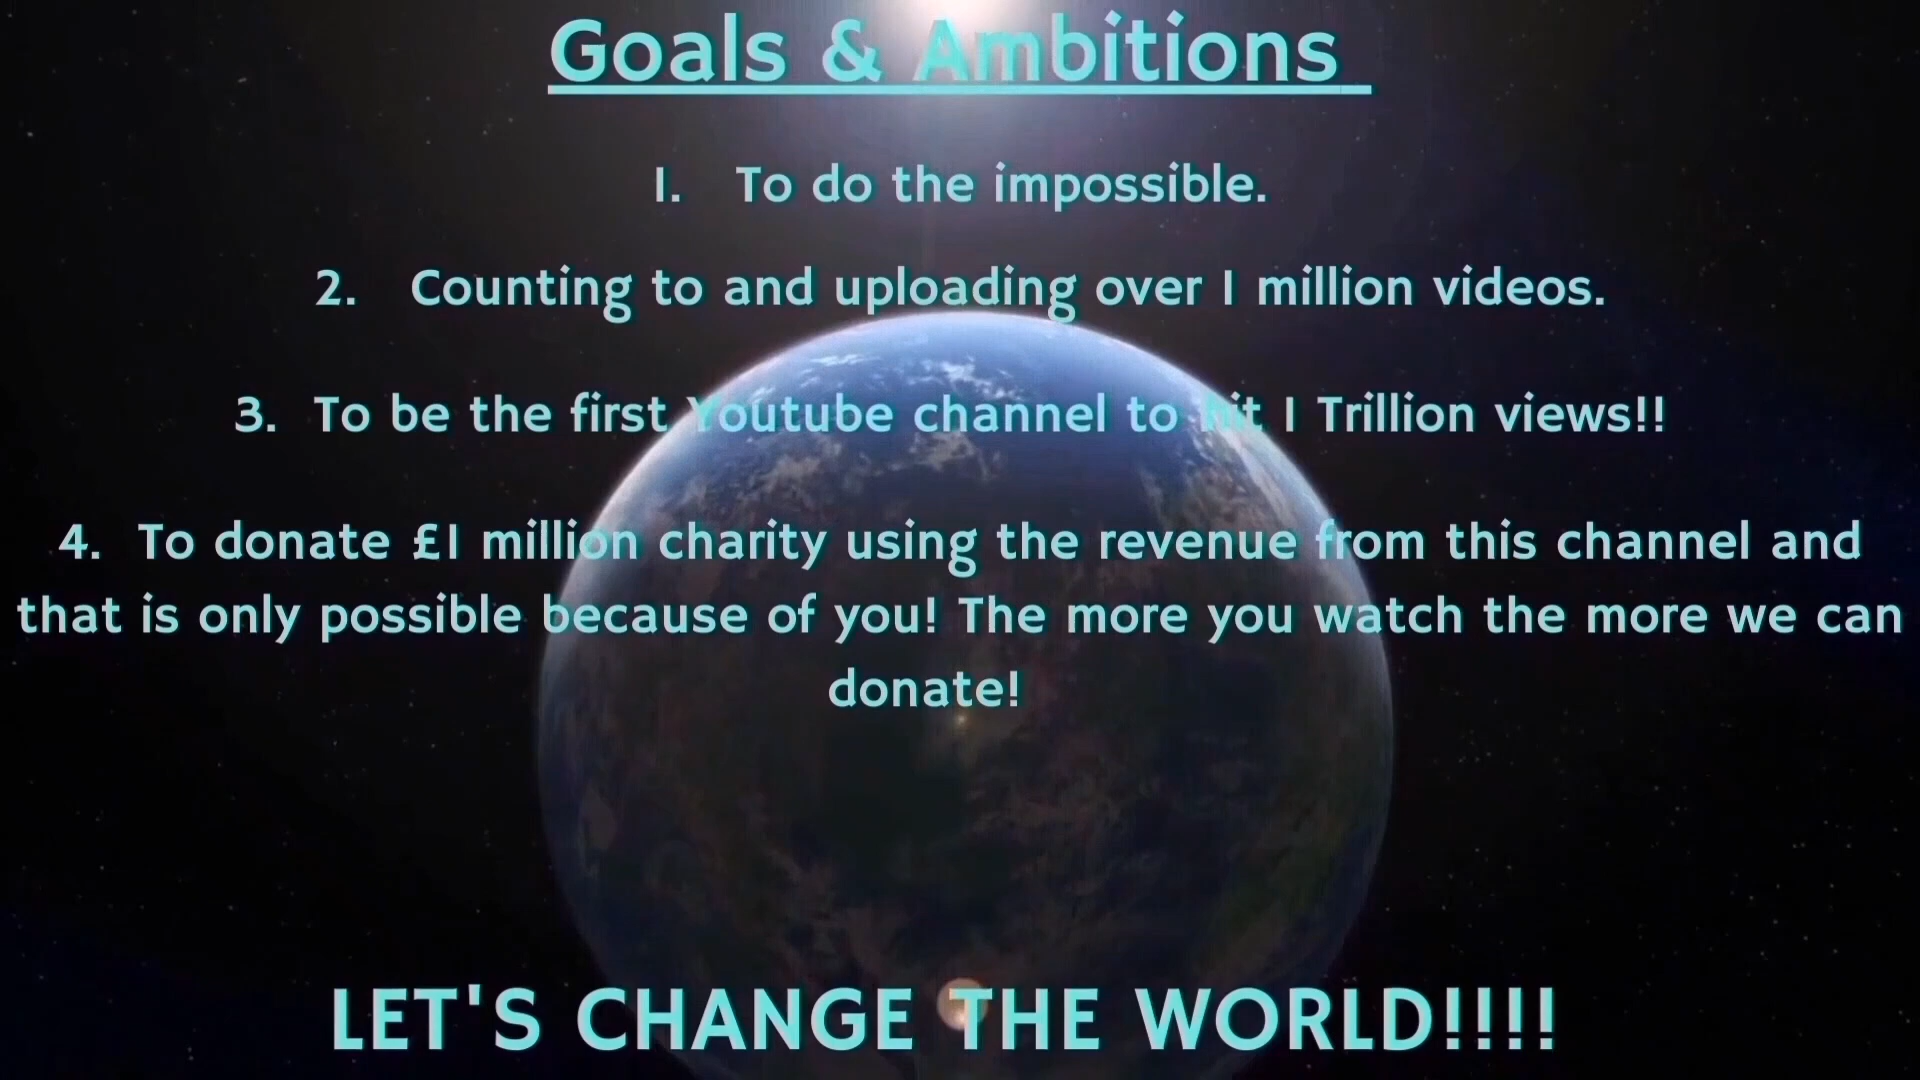 Goals & Ambitions
1. To do the impossible.
2. Counting to and uploading over 1 million videos.
3. To be the first Youtube channel to hit 1 Trillion views!!
4. To donate £1 million charity using the revenue from this channel and
that is only possible because of you! The more you watch the more we can
donate!
LET'S CHANGE THE WORLD!!!!